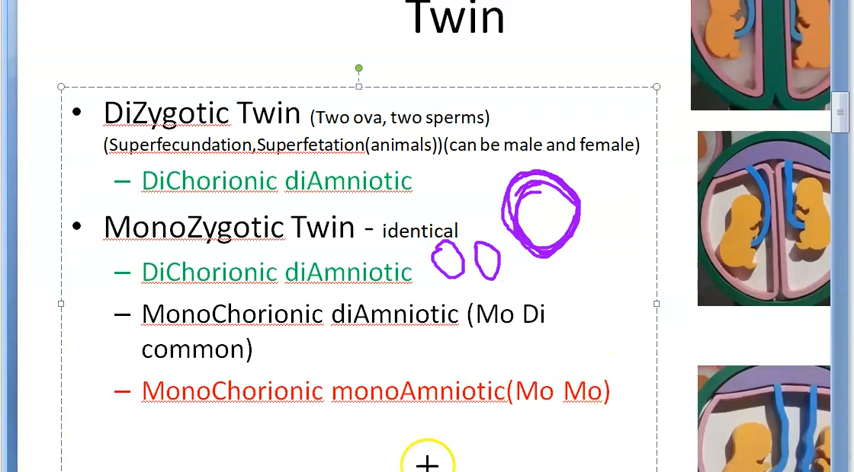 Twin
• DiZygotic Twin (Two ova, two sperms)
(Superfecundation,Superfetation(animals))(can be male and female)
– DiChorionic diAmniotic
• MonoZygotic Twin - identical
– DiChorionic diAmniotic
– MonoChorionic diAmniotic (Mo Di
common)
– MonoChorionic monoAmniotic(Mo Mo)